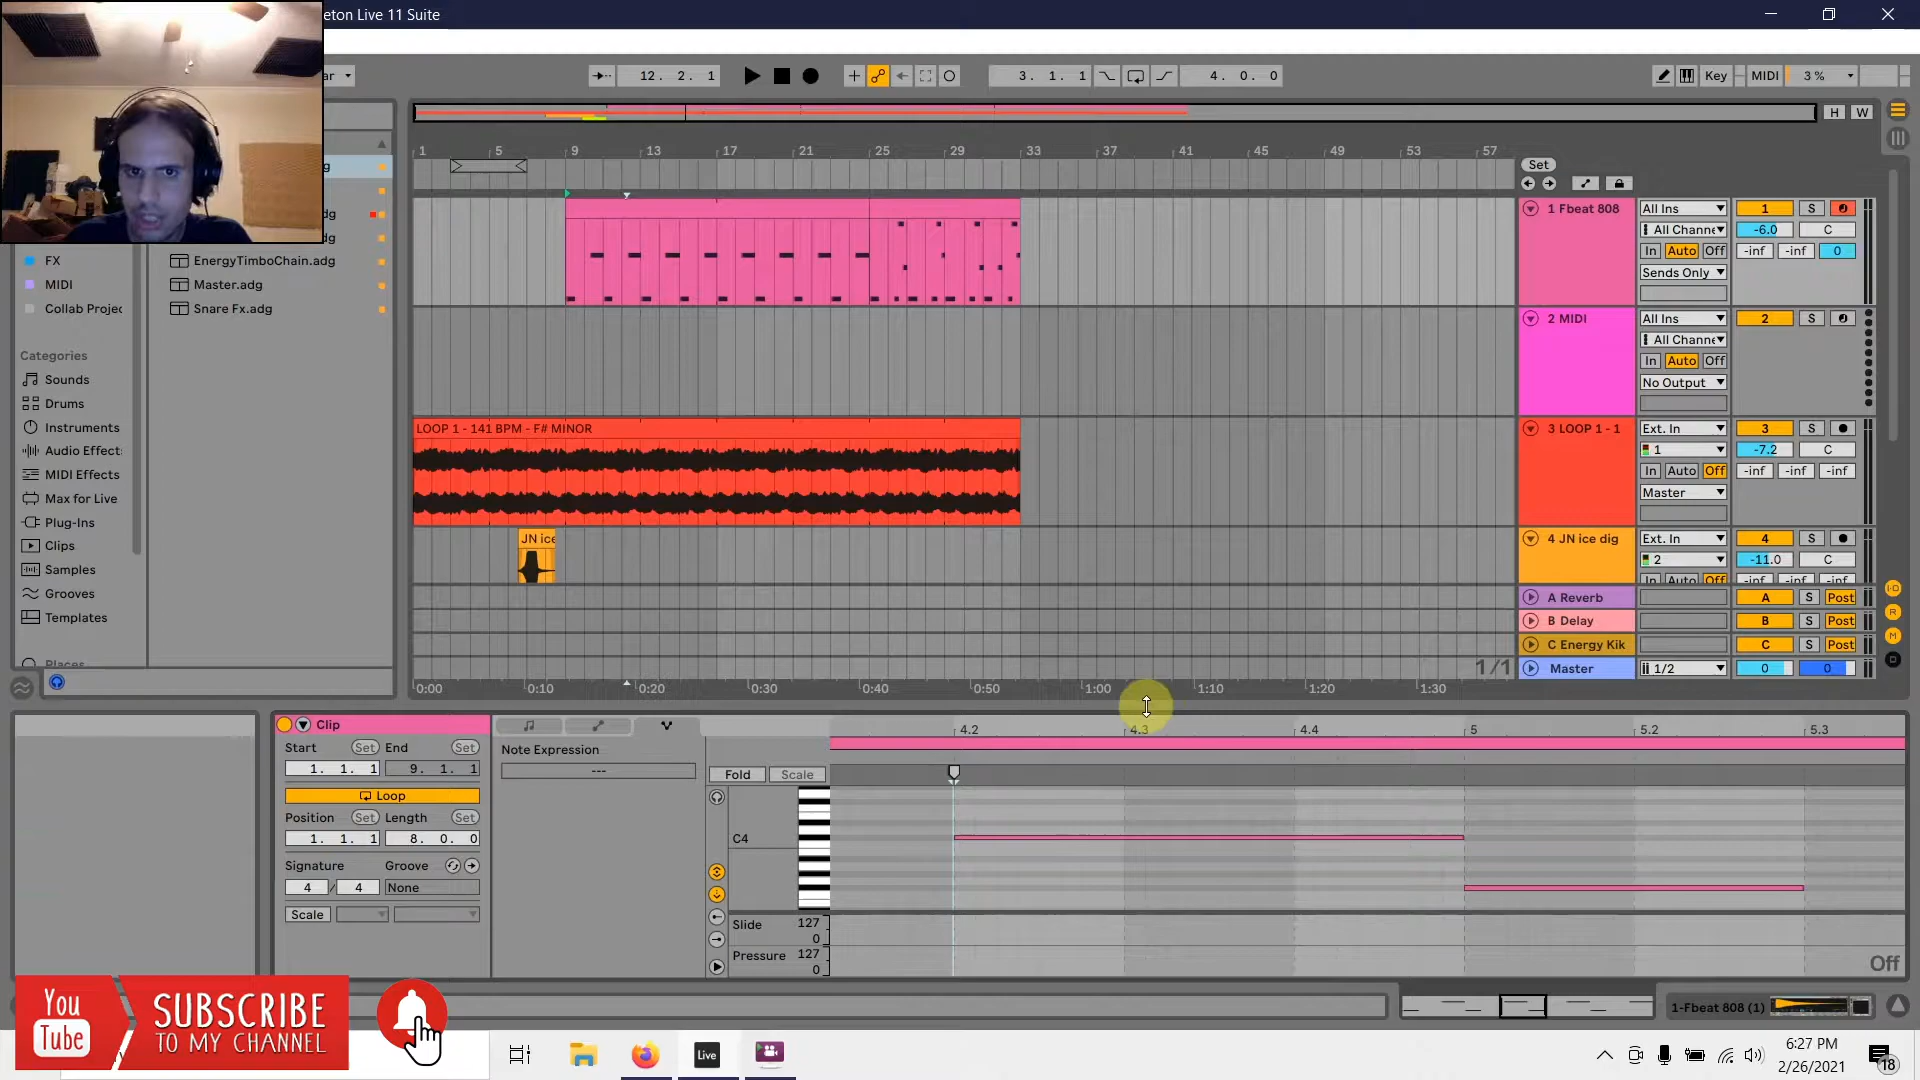 eton Live 11 Suite
ar
12. 2. 1
3. 1. 1
4. 0. 0
Key
MIDI
3 %
H
W
1
5
9
13
17
21
25
29
33
37
41
45
49
53
57
Set
g
dg
dg
FX
EnergyTimboChain.adg
MIDI
Master.adg
Collab Projec
Snare Fx.adg
Categories
Sounds
Drums
Instruments
Audio Effect
MIDI Effects
Max for Live
Plug-Ins
Clips
Samples
Grooves
Templates
Places
1 Fbeat 808
All Ins
1
S
All Channe
-6.0
C
In
Auto
Off
-inf
-inf
0
Sends Only
2 MIDI
All Ins
2
S
All Channe
In
Auto
Off
No Output
LOOP 1 - 141 BPM - F# MINOR
3 LOOP 1 - 1
Ext. In
3
S
1
-7.2
C
In
Auto
Off
-inf
-inf
-inf
Master
JN ice
4 JN ice dig
Ext. In
4
S
2
-11.0
C
In
Auto
Off
-inf
-inf
-inf
A Reverb
A
S
Post
B Delay
B
S
Post
C Energy Kik
C
S
Post
1/1
Master
1/2
0
0
0:00
0:10
0:20
0:30
0:40
0:50
1:00
1:10
1:20
1:30
Clip
Start
Set
End
Set
1. 1. 1
9. 1. 1
Loop
Position
Set
Length
Set
1. 1. 1
8. 0. 0
Signature
Groove
4 / 4
None
Scale
Note Expression
---
4.2
4.3
4.4
5
5.2
5.3
Fold
Scale
C4
Slide
127
0
Pressure
127
0
Off
You
Tube
SUBSCRIBE
TO MY CHANNEL
1-Fbeat 808 (1)
Live
6:27 PM
2/26/2021
18